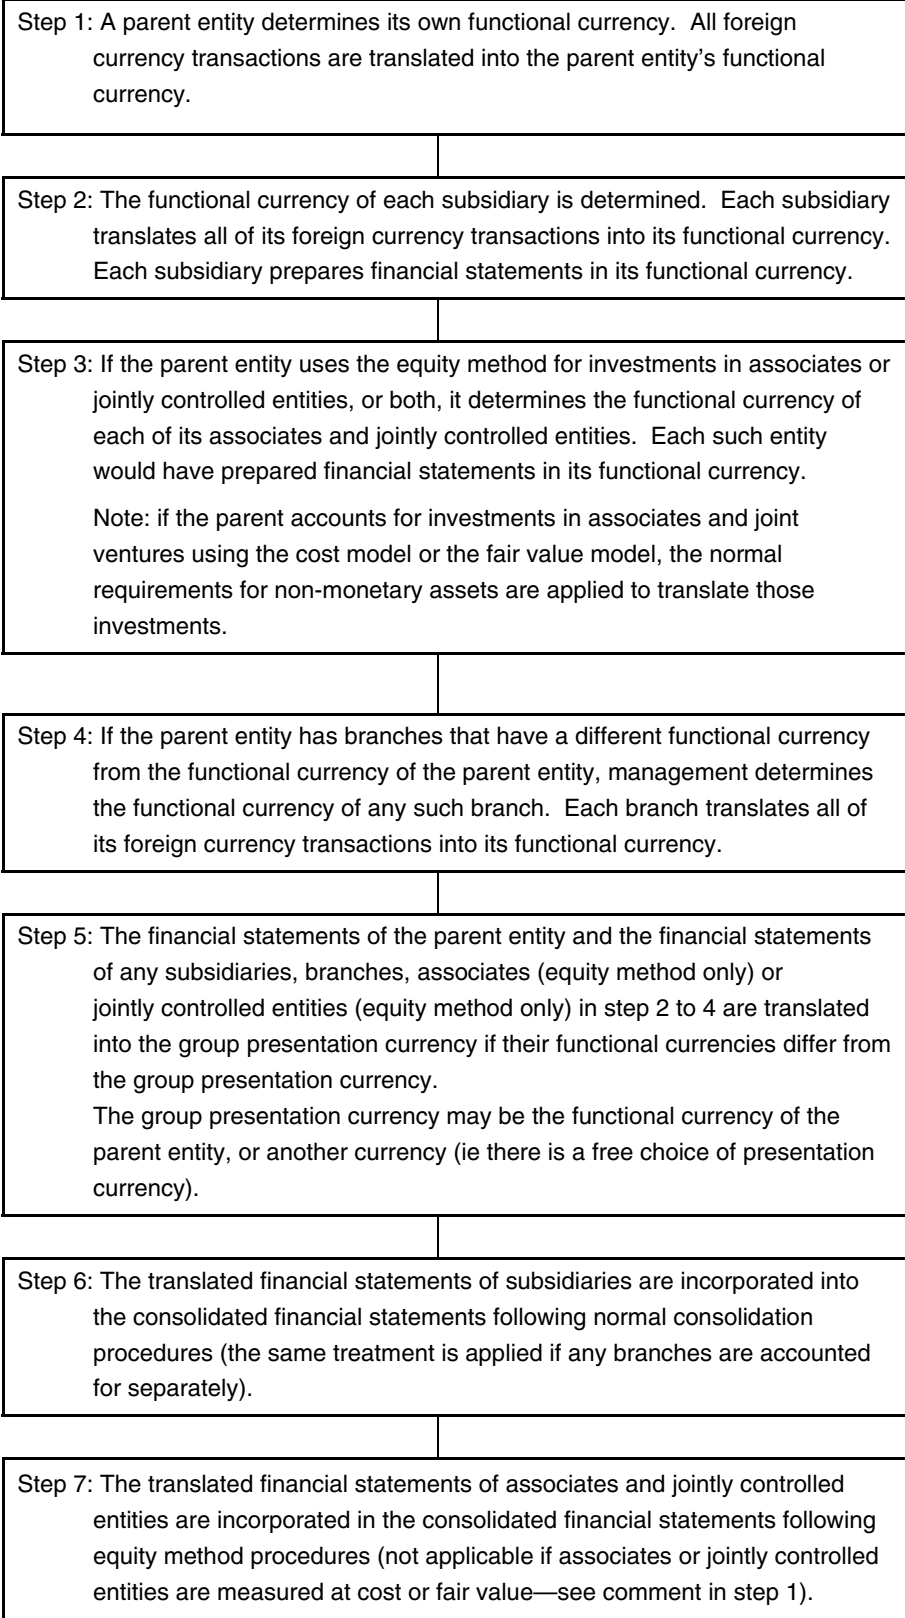 Step 1: A parent entity determines its own functional currency.  All foreign
currency transactions are translated into the parent entity’s functional
currency.
Step 2: The functional currency of each subsidiary is determined.  Each subsidiary
translates all of its foreign currency transactions into its functional currency.
Each subsidiary prepares financial statements in its functional currency.
Step 3: If the parent entity uses the equity method for investments in associates or
jointly controlled entities, or both, it determines the functional currency of
each of its associates and jointly controlled entities.  Each such entity
would have prepared financial statements in its functional currency.
Note: if the parent accounts for investments in associates and joint
ventures using the cost model or the fair value model, the normal
requirements for non-monetary assets are applied to translate those
investments.
Step 4: If the parent entity has branches that have a different functional currency
from the functional currency of the parent entity, management determines
the functional currency of any such branch.  Each branch translates all of
its foreign currency transactions into its functional currency.
Step 5: The financial statements of the parent entity and the financial statements
of any subsidiaries, branches, associates (equity method only) or
jointly controlled entities (equity method only) in step 2 to 4 are translated
into the group presentation currency if their functional currencies differ from
the group presentation currency.
The group presentation currency may be the functional currency of the
parent entity, or another currency (ie there is a free choice of presentation
currency).
Step 6: The translated financial statements of subsidiaries are incorporated into
the consolidated financial statements following normal consolidation
procedures (the same treatment is applied if any branches are accounted
for separately).
Step 7: The translated financial statements of associates and jointly controlled
entities are incorporated in the consolidated financial statements following
equity method procedures (not applicable if associates or jointly controlled
entities are measured at cost or fair value—see comment in step 1).